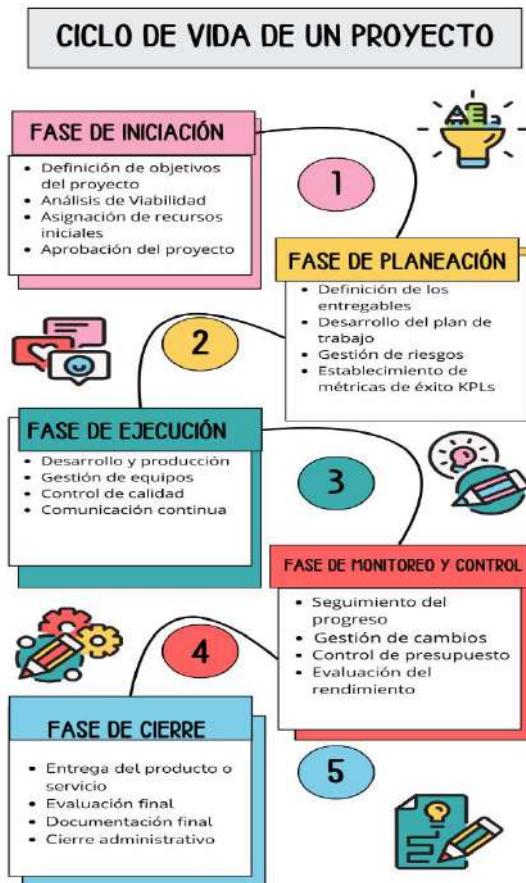 CICLO DE VIDA DE UN PROYECTO
FASE DE INICIACIÓN
• Definición de objetivos
del proyecto
• Análisis de Viabilidad
• Asignación de recursos
iniciales
• Aprobación del proyecto
1
FASE DE PLANEACIÓN
• Definición de los
entregables
• Desarrollo del plan de
trabajo
• Gestión de riesgos
• Establecimiento de
métricas de éxito KPLs
2
FASE DE EJECUCIÓN
• Desarrollo y producción
• Gestión de equipos
• Control de calidad
• Comunicación continua
3
FASE DE MONITOREO Y CONTROL
• Seguimiento del
progreso
• Gestión de cambios
• Control de presupuesto
• Evaluación del
rendimiento
4
FASE DE CIERRE
• Entrega del producto o
servicio
• Evaluación final
• Documentación final
• Cierre administrativo
5